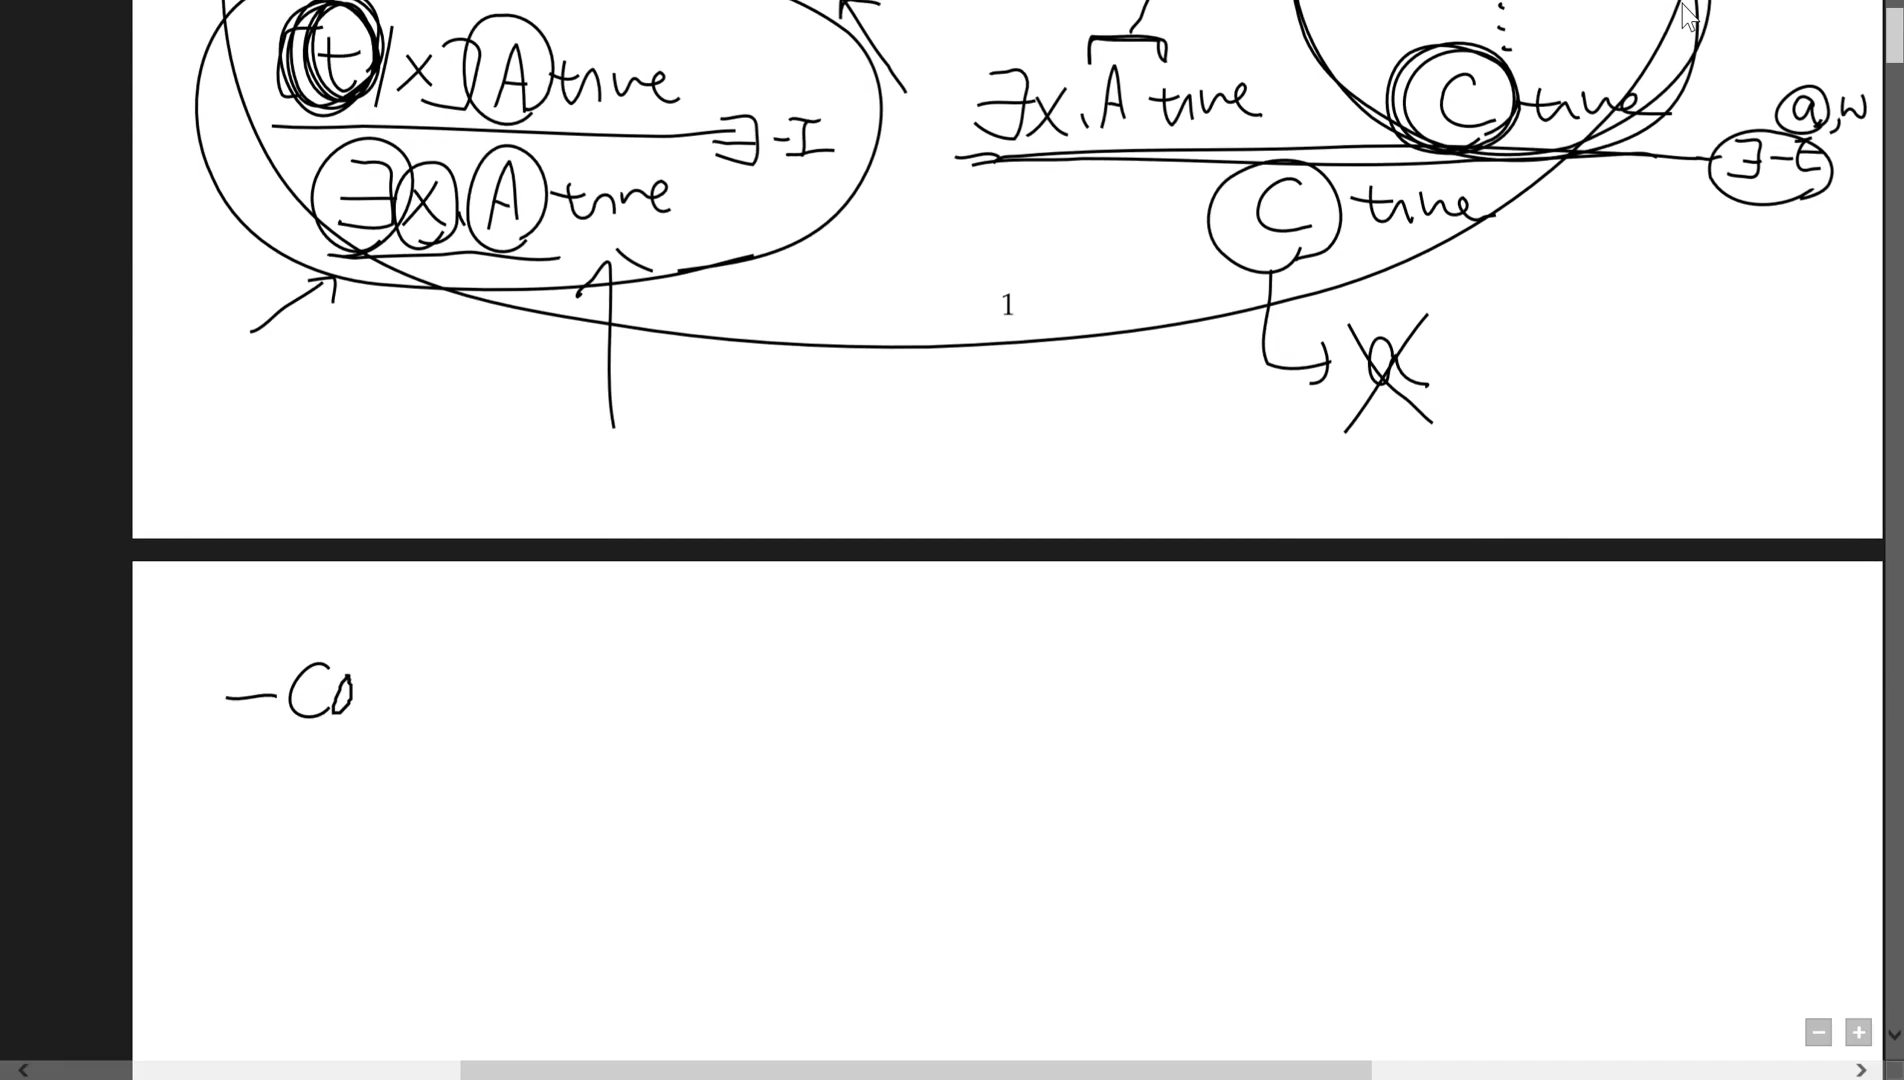 [t/x]A true
∃-I
∃x.A true
∃x.A true
C true
a,w
∃-E
C true
a
1
-Co